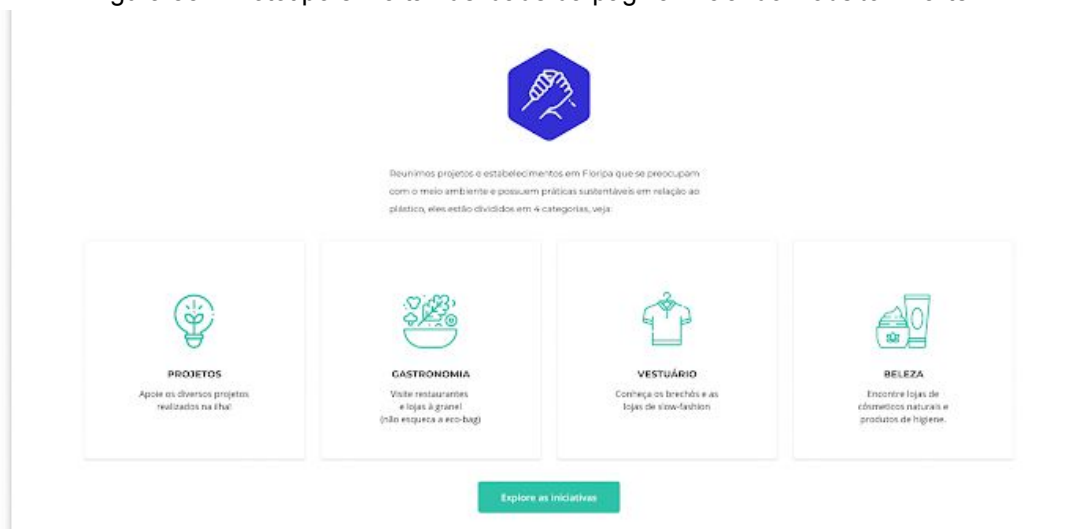 Reunimos projetos e estabelecimentos em Floripa que se preocupam
com o meio ambiente e possuem práticas sustentáveis em relação ao
plástico, eles estão divididos em 4 categorias, veja:
PROJETOS
Apoie os diversos projetos
realizados na ilha!
GASTRONOMIA
Visite restaurantes
e lojas à granel
(não esqueca a eco-bag)
VESTUÁRIO
Conheça os brechós e as
lojas de slow-fashion
BELEZA
Encontre lojas de
cósmeticos naturais e
produtos de higiene.
Explore as iniciativas